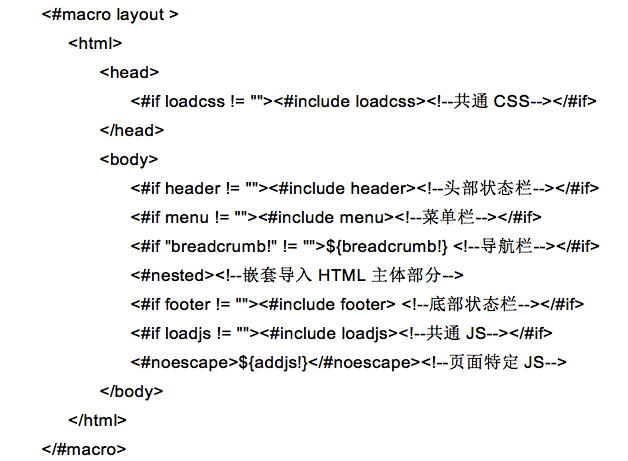 <#macro layout >
<html>
<head>
<#if loadcss != ""><#include loadcss><!--共通 CSS--></#if>
</head>
<body>
<#if header != ""><#include header><!--头部状态栏--></#if>
<#if menu != ""><#include menu><!--菜单栏--></#if>
<#if "breadcrumb!" != "">${breadcrumb!} <!--导航栏--></#if>
<#nested><!--嵌套导入 HTML 主体部分-->
<#if footer != ""><#include footer> <!--底部状态栏--></#if>
<#if loadjs != ""><#include loadjs><!--共通 JS--></#if>
<#noescape>${addjs!}</#noescape><!--页面特定 JS-->
</body>
</html>
</#macro>